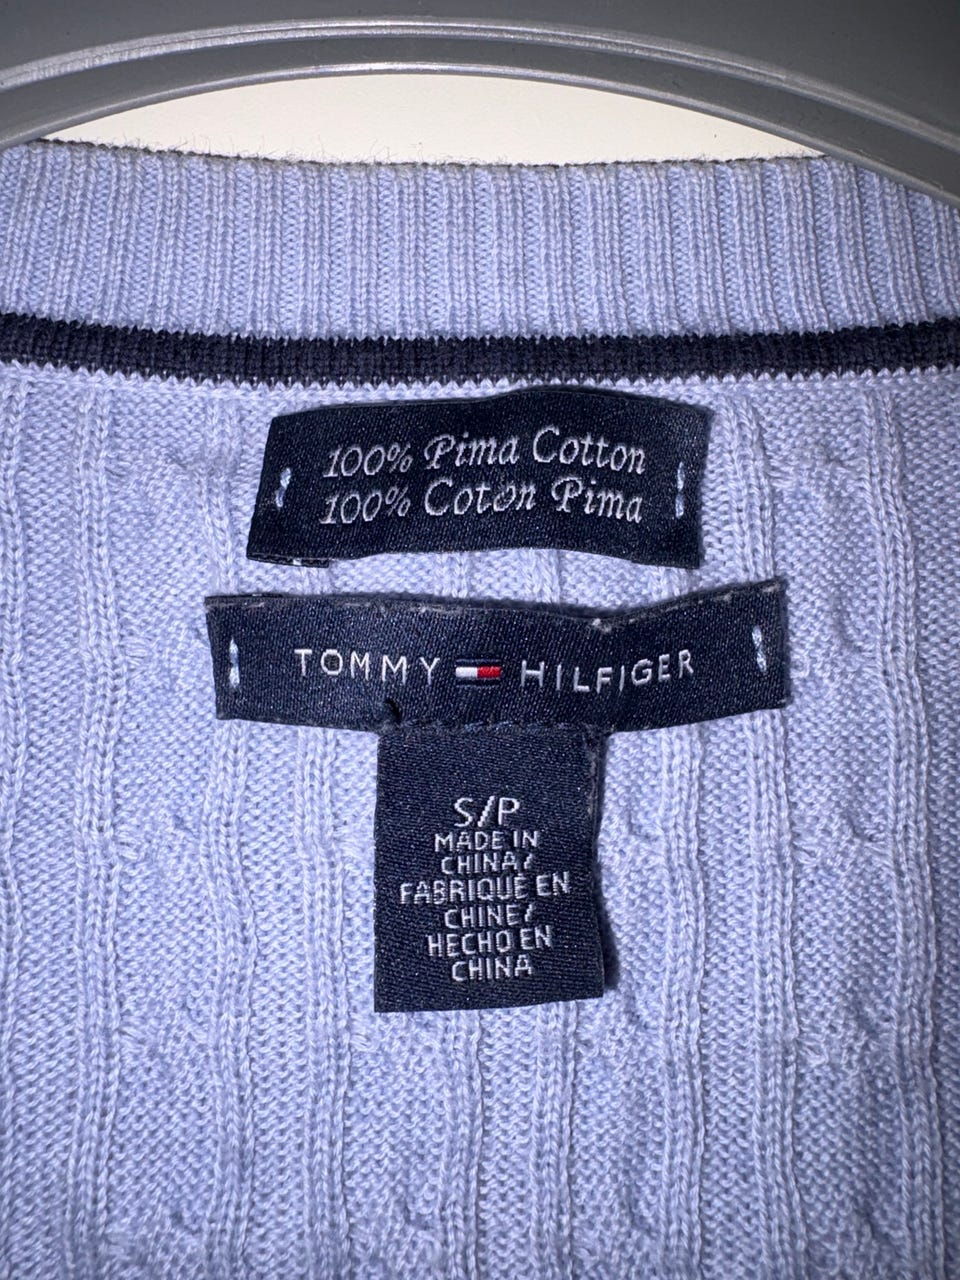 100% Pima Cotton
100% Coton Pima
TOMMY HILFIGER
S/P
MADE IN
CHINA/
FABRIQUÉ EN
CHINE/
HECHO EN
CHINA